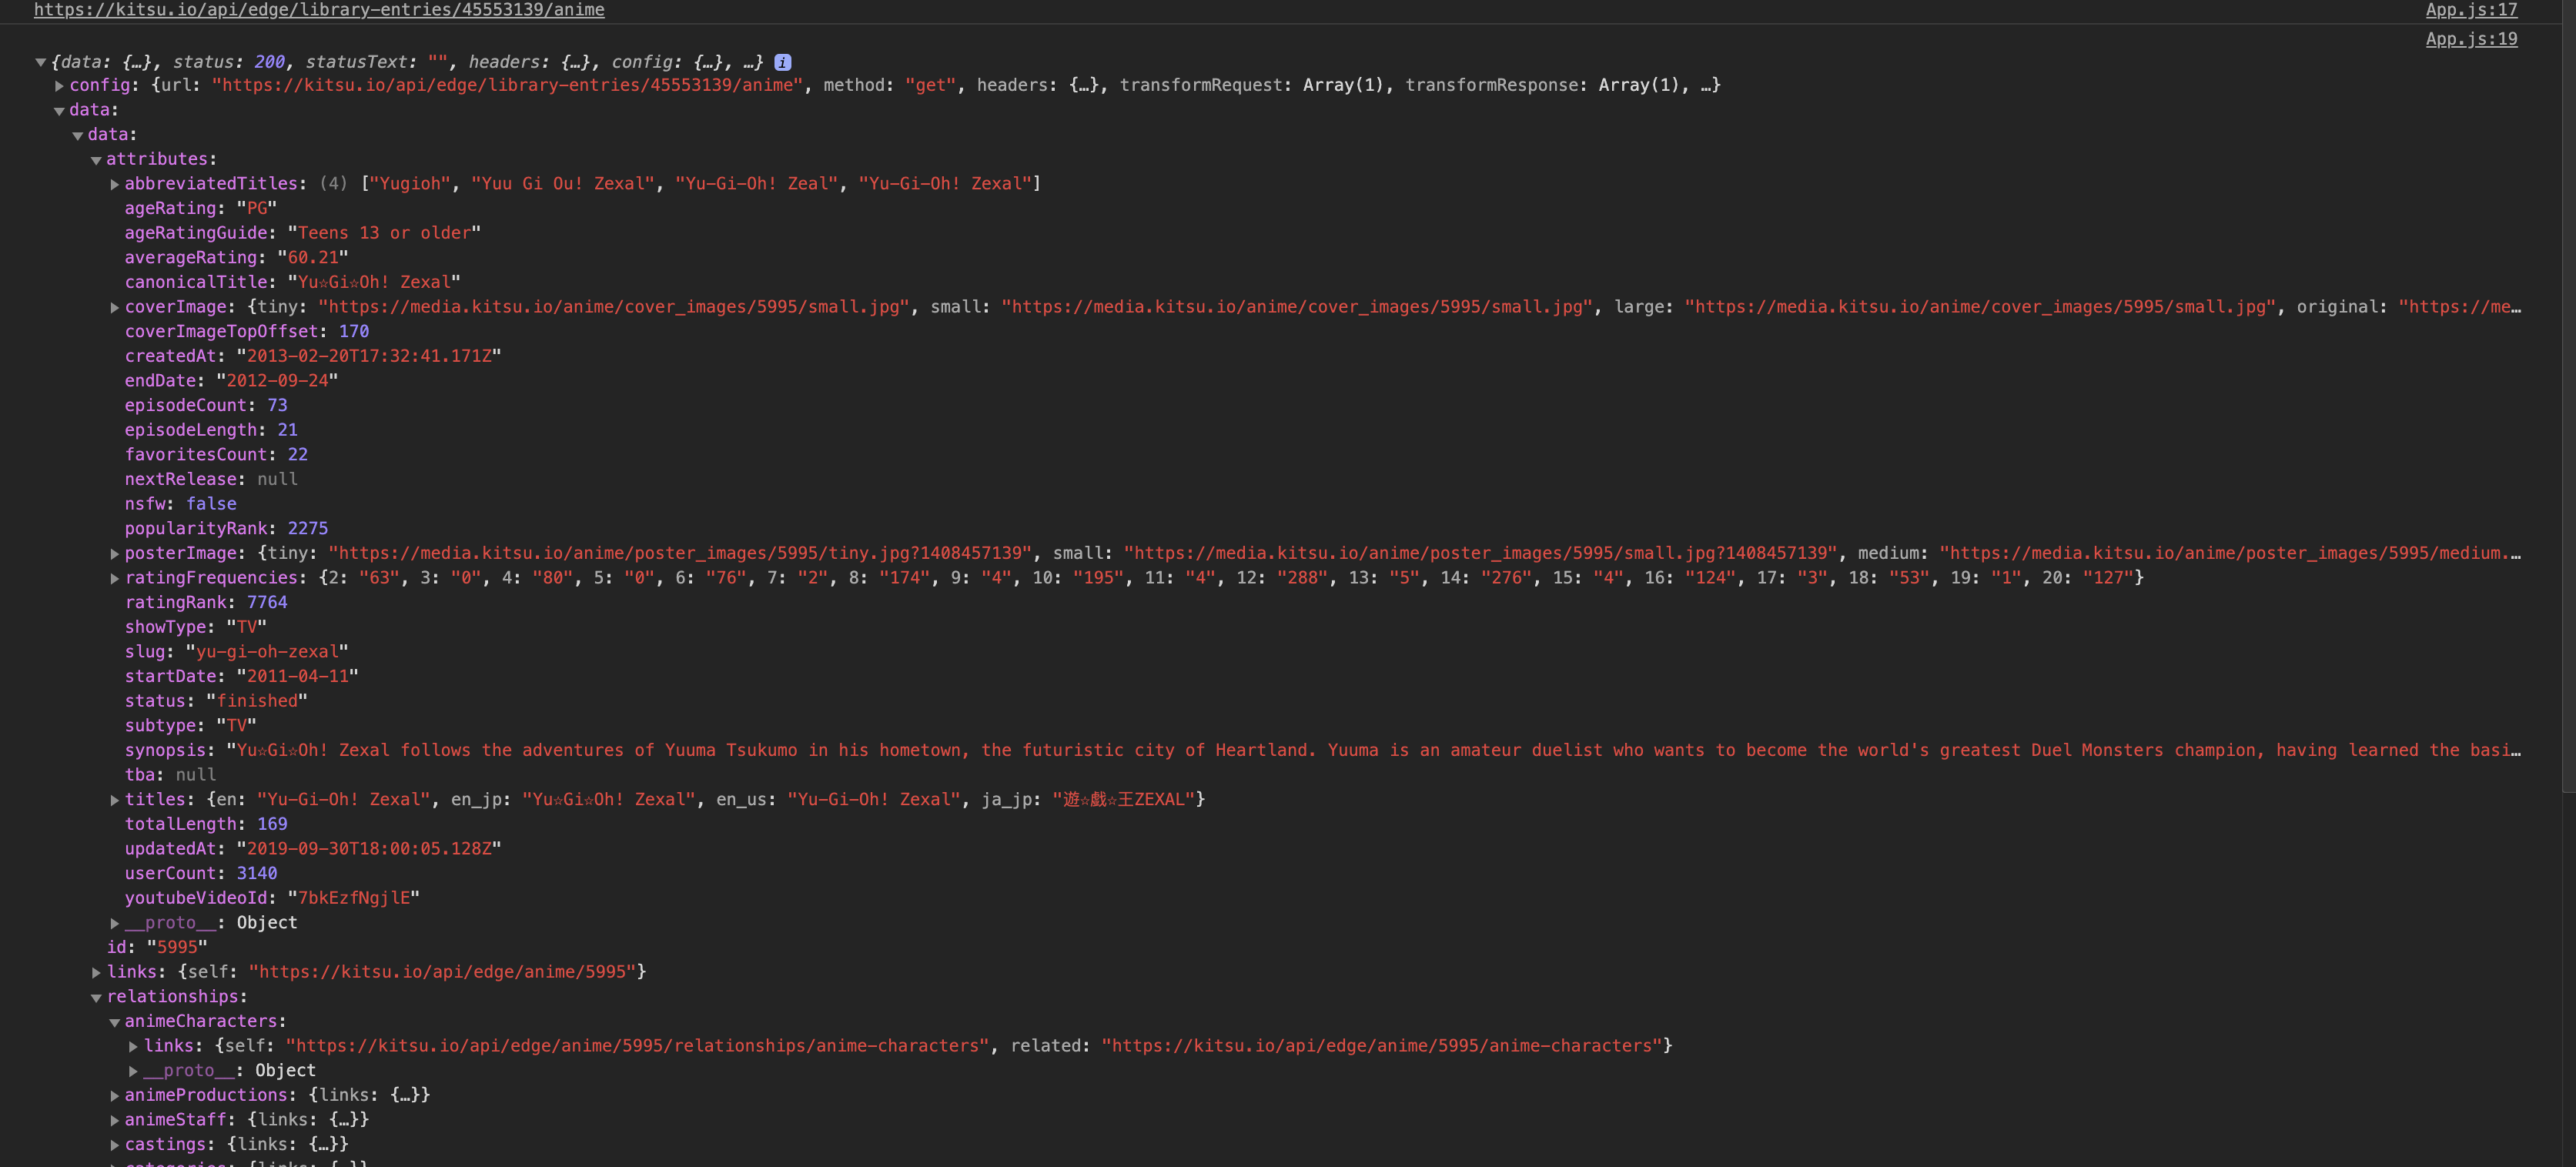 https://kitsu.io/api/edge/library-entries/45553139/anime App.js:17
App.js:19
{data: {…}, status: 200, statusText: "", headers: {…}, config: {…}, …} i
config: {url: "https://kitsu.io/api/edge/library-entries/45553139/anime", method: "get", headers: {…}, transformRequest: Array(1), transformResponse: Array(1), …}
data:
data:
attributes:
abbreviatedTitles: (4) ["Yugioh", "Yuu Gi Ou! Zexal", "Yu-Gi-Oh! Zeal", "Yu-Gi-Oh! Zexal"]
ageRating: "PG"
ageRatingGuide: "Teens 13 or older"
averageRating: "60.21"
canonicalTitle: "Yu☆Gi☆Oh! Zexal"
coverImage: {tiny: "https://media.kitsu.io/anime/cover_images/5995/small.jpg", small: "https://media.kitsu.io/anime/cover_images/5995/small.jpg", large: "https://media.kitsu.io/anime/cover_images/5995/small.jpg", original: "https://me…
coverImageTopOffset: 170
createdAt: "2013-02-20T17:32:41.171Z"
endDate: "2012-09-24"
episodeCount: 73
episodeLength: 21
favoritesCount: 22
nextRelease: null
nsfw: false
popularityRank: 2275
posterImage: {tiny: "https://media.kitsu.io/anime/poster_images/5995/tiny.jpg?1408457139", small: "https://media.kitsu.io/anime/poster_images/5995/small.jpg?1408457139", medium: "https://media.kitsu.io/anime/poster_images/5995/medium.…
ratingFrequencies: {2: "63", 3: "0", 4: "80", 5: "0", 6: "76", 7: "2", 8: "174", 9: "4", 10: "195", 11: "4", 12: "288", 13: "5", 14: "276", 15: "4", 16: "124", 17: "3", 18: "53", 19: "1", 20: "127"}
ratingRank: 7764
showType: "TV"
slug: "yu-gi-oh-zexal"
startDate: "2011-04-11"
status: "finished"
subtype: "TV"
synopsis: "Yu☆Gi☆Oh! Zexal follows the adventures of Yuuma Tsukumo in his hometown, the futuristic city of Heartland. Yuuma is an amateur duelist who wants to become the world's greatest Duel Monsters champion, having learned the basi…
tba: null
titles: {en: "Yu-Gi-Oh! Zexal", en_jp: "Yu☆Gi☆Oh! Zexal", en_us: "Yu-Gi-Oh! Zexal", ja_jp: "遊☆戯☆王ZEXAL"}
totalLength: 169
updatedAt: "2019-09-30T18:00:05.128Z"
userCount: 3140
youtubeVideoId: "7bkEzfNgjlE"
__proto__: Object
id: "5995"
links: {self: "https://kitsu.io/api/edge/anime/5995"}
relationships:
animeCharacters:
links: {self: "https://kitsu.io/api/edge/anime/5995/relationships/anime-characters", related: "https://kitsu.io/api/edge/anime/5995/anime-characters"}
__proto__: Object
animeProductions: {links: {…}}
animeStaff: {links: {…}}
castings: {links: {…}}
categories: {links: {…}}